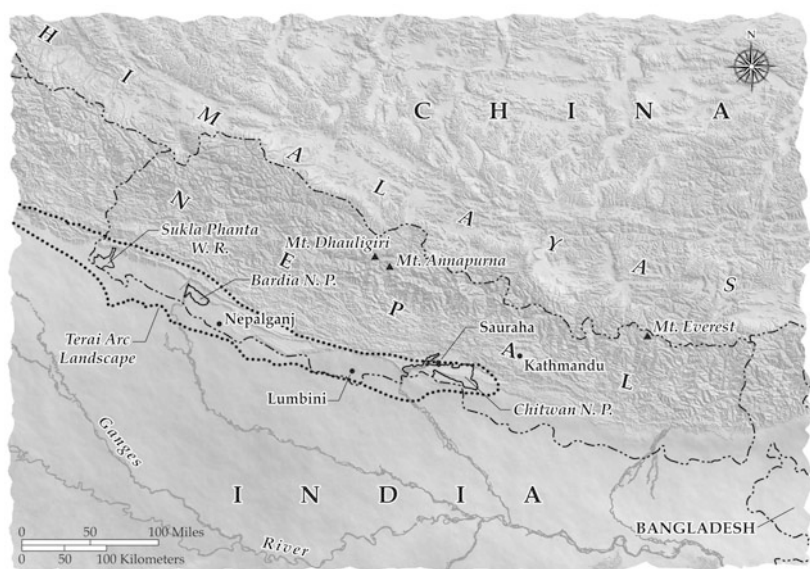 N
HIMALAYAS
CHINA
NEPAL
Sukla Phanta
W. R.
Mt. Dhauligiri
Mt. Annapurna
Bardia N. P.
Nepalganj
Terai Arc
Landscape
Sauraha
Mt. Everest
Kathmandu
Lumbini
Chitwan N. P.
Ganges
River
INDIA
BANGLADESH
0 50 100 Miles
0 50 100 Kilometers